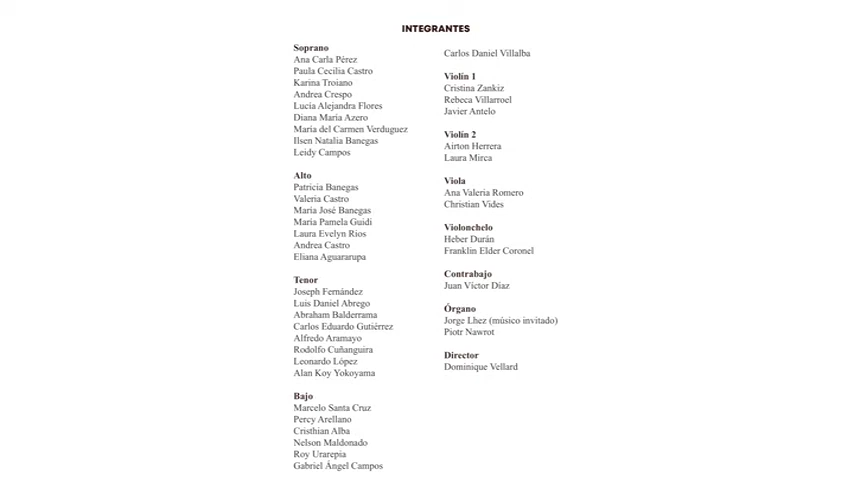 INTEGRANTES
Soprano
Ana Carla Pérez
Paula Cecilia Castro
Karina Troiano
Andrea Crespo
Lucía Alejandra Flores
Diana María Azero
María del Carmen Verduguez
Ilsen Natalia Banegas
Leidy Campos
Alto
Patricia Banegas
Valeria Castro
María José Banegas
María Pamela Guidi
Laura Evelyn Ríos
Andrea Castro
Eliana Aguararupa
Tenor
Joseph Fernández
Luis Daniel Abrego
Abraham Balderrama
Carlos Eduardo Gutiérrez
Alfredo Aramayo
Rodolfo Cuñanguira
Leonardo López
Alan Koy Yokoyama
Bajo
Marcelo Santa Cruz
Percy Arellano
Cristhian Alba
Nelson Maldonado
Roy Urarepia
Gabriel Ángel Campos
Carlos Daniel Villalba
Violín 1
Cristina Zankiz
Rebeca Villarroel
Javier Antelo
Violín 2
Airton Herrera
Laura Mirca
Viola
Ana Valeria Romero
Christian Vides
Violonchelo
Heber Durán
Franklin Elder Coronel
Contrabajo
Juan Víctor Díaz
Órgano
Jorge Lhez (músico invitado)
Piotr Nawrot
Director
Dominique Vellard